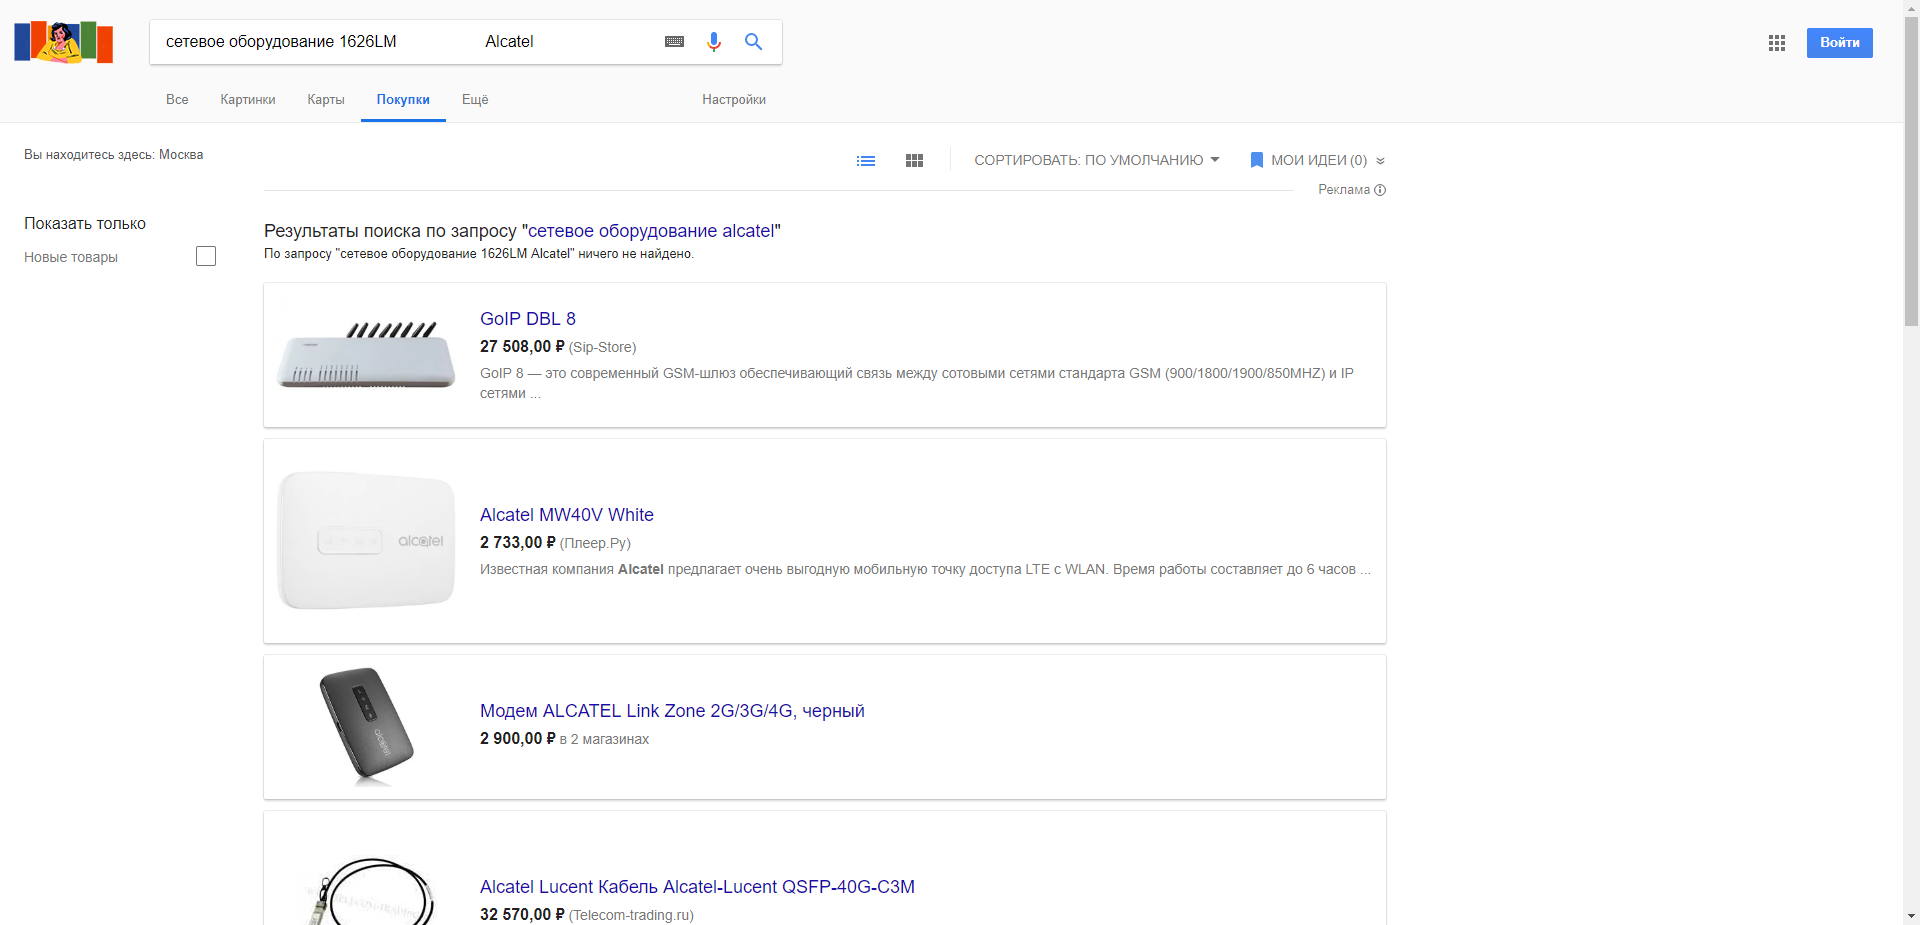 сетевое оборудование 1626LM Alcatel
Войти
Все Картинки Карты Покупки Ещё Настройки
Вы находитесь здесь: Москва
СОРТИРОВАТЬ: ПО УМОЛЧАНИЮ МОИ ИДЕИ (0)
Реклама
Показать только
Новые товары
Результаты поиска по запросу "сетевое оборудование alcatel"
По запросу "сетевое оборудование 1626LM Alcatel" ничего не найдено.
GoIP DBL 8
27 508,00 ₽ (Sip-Store)
GoIP 8 — это современный GSM-шлюз обеспечивающий связь между сотовыми сетями стандарта GSM (900/1800/1900/850MHZ) и IP
сетями ...
alcatel
Alcatel MW40V White
2 733,00 ₽ (Плеер.Ру)
Известная компания Alcatel предлагает очень выгодную мобильную точку доступа LTE с WLAN. Время работы составляет до 6 часов ...
alcatel
Модем ALCATEL Link Zone 2G/3G/4G, черный
2 900,00 ₽ в 2 магазинах
Alcatel Lucent Кабель Alcatel-Lucent QSFP-40G-C3M
32 570,00 ₽ (Telecom-trading.ru)